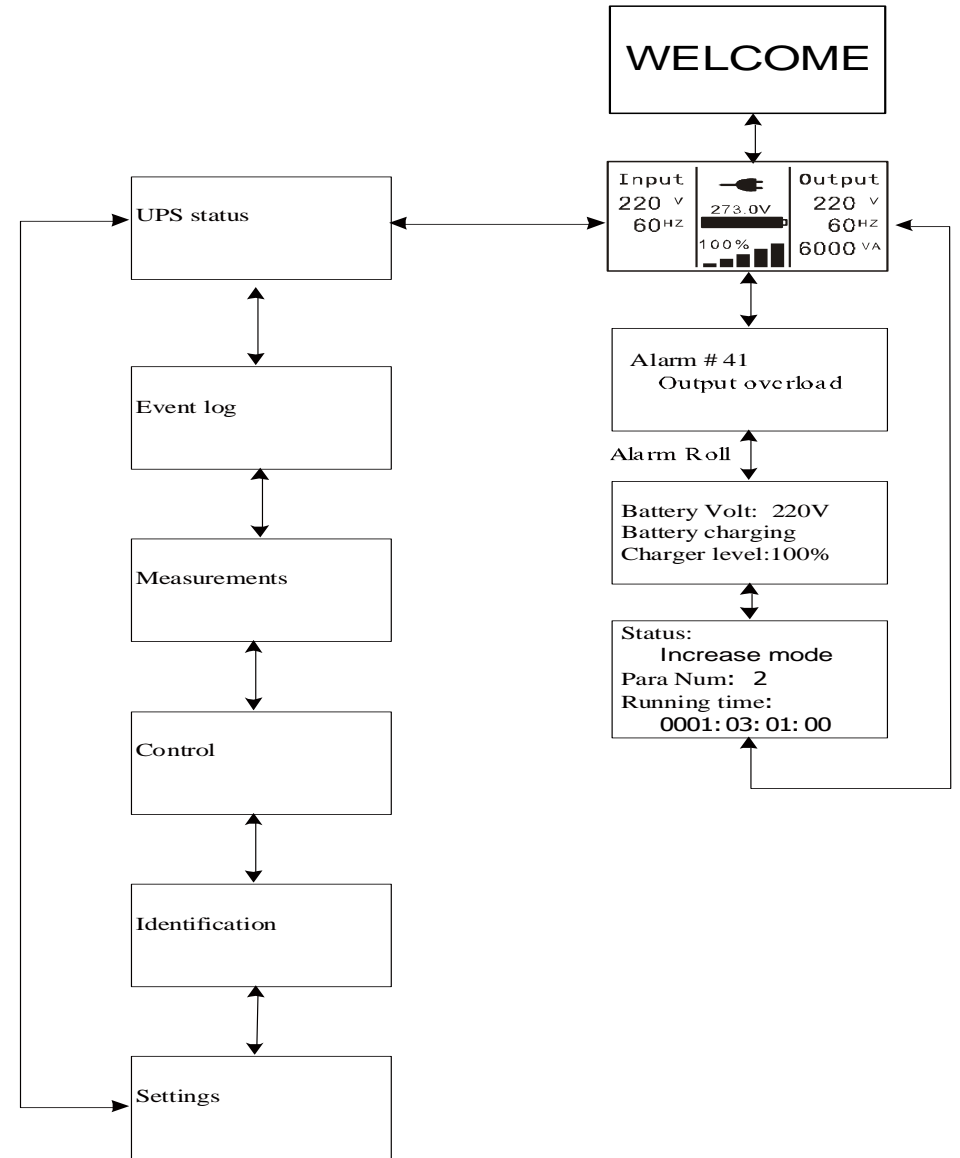 WELCOME
Input
220 V
60HZ
273.0V
100%
Output
220 V
60HZ
6000 VA
UPS status
Alarm # 41
Output overload
Alarm Roll
Event log
Battery Volt: 220V
Battery charging
Charger level:100%
Measurements
Status:
Increase mode
Para Num: 2
Running time:
0001:03:01:00
Control
Identification
Settings